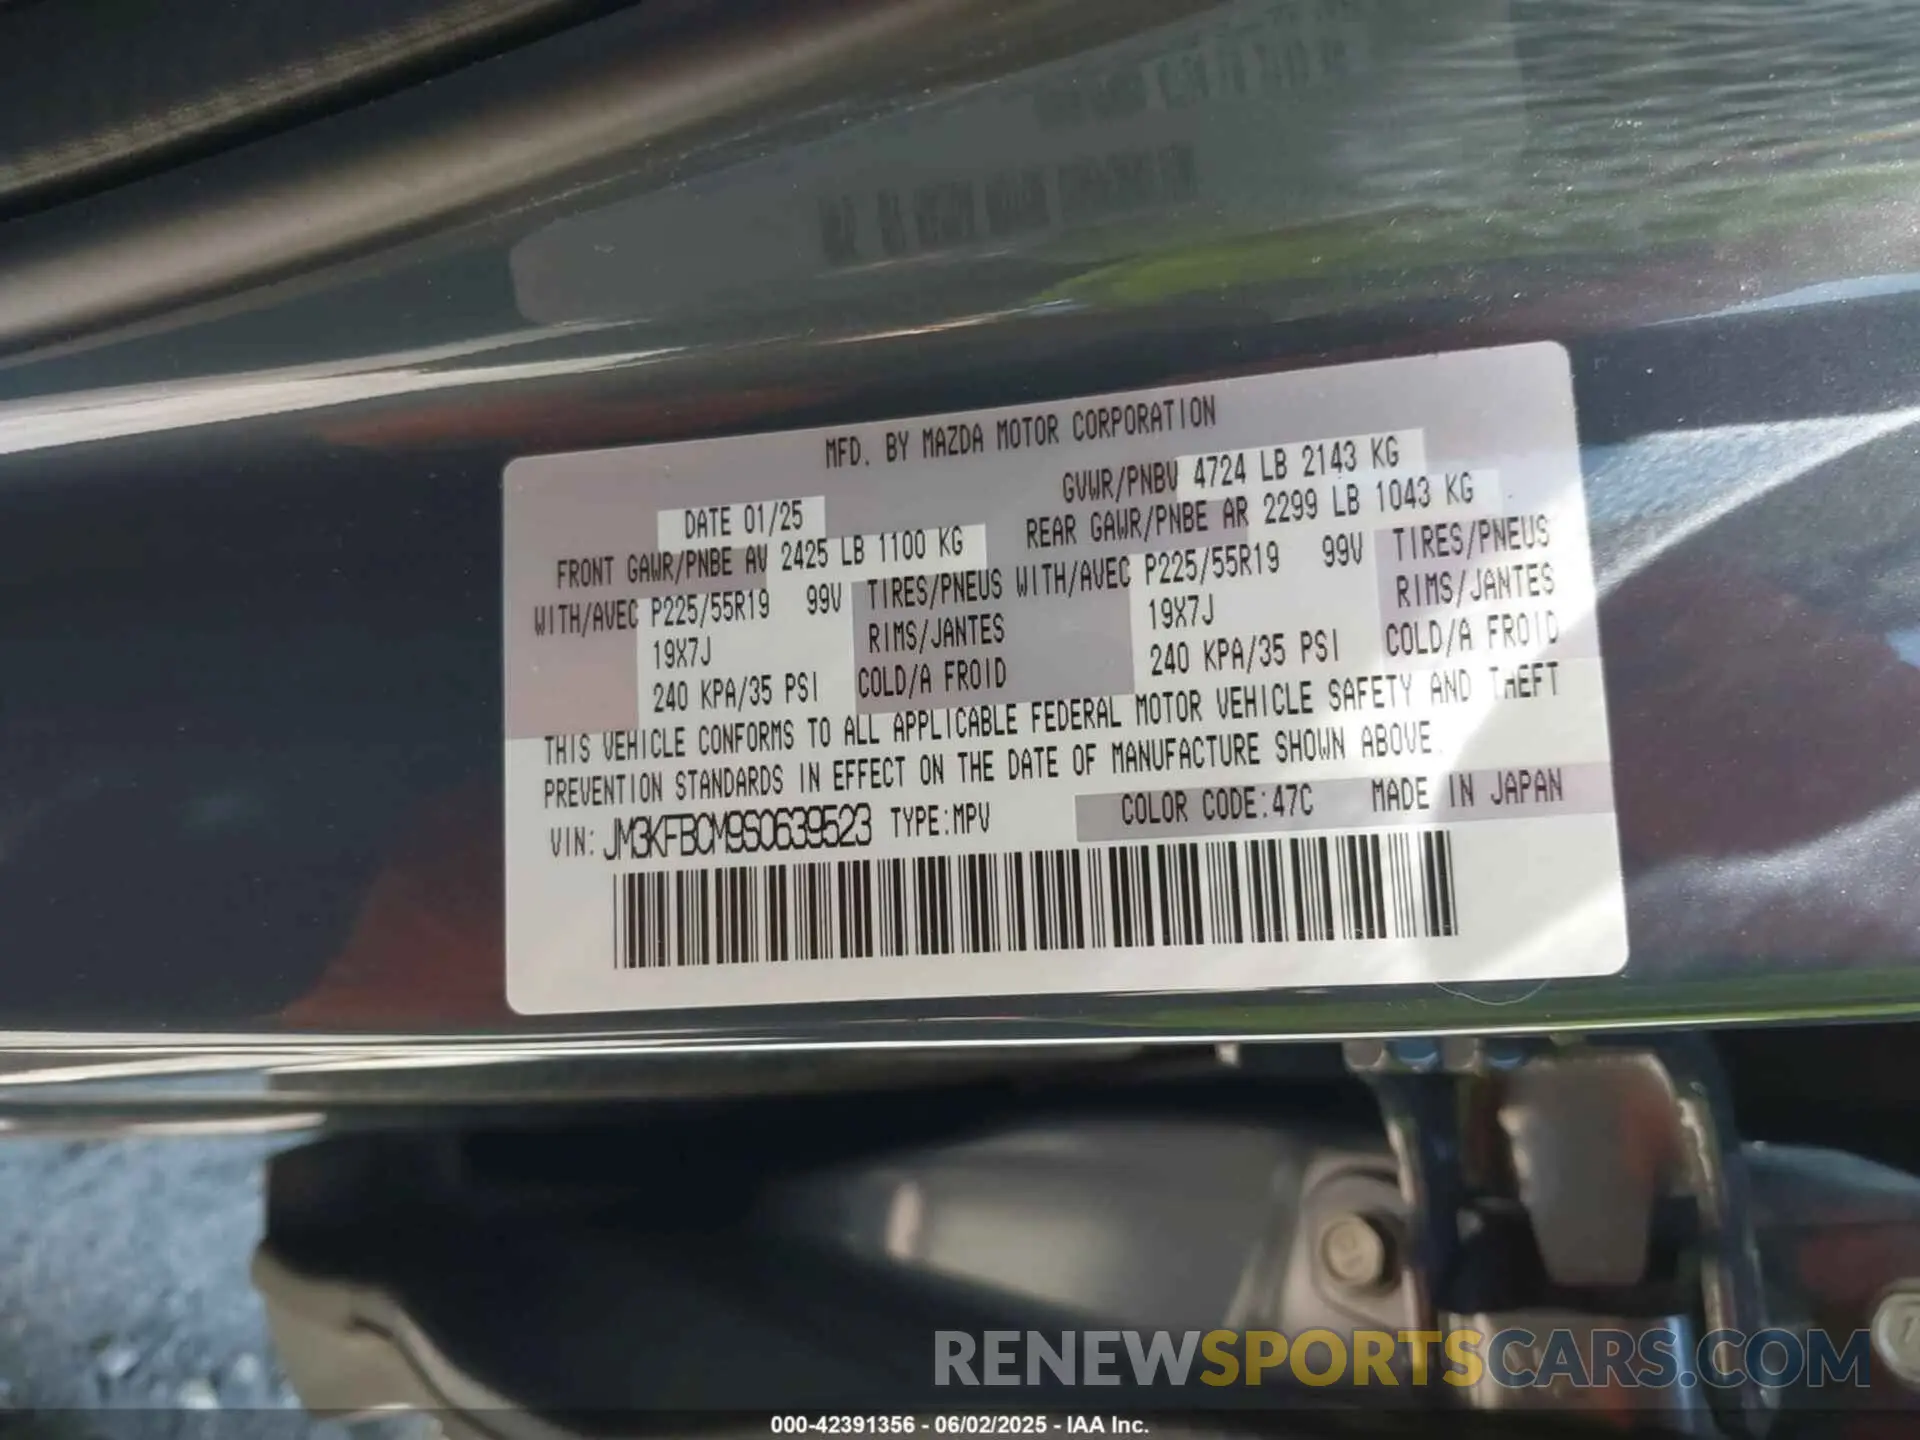 MFD. BY MAZDA MOTOR CORPORATION
DATE 01/25 GVWR/PNBV 4724 LB 2143 KG
FRONT GAWR/PNBE AV 2425 LB 1100 KG REAR GAWR/PNBE AR 2299 LB 1043 KG
WITH/AVEC P225/55R19 99V TIRES/PNEUS WITH/AVEC P225/55R19 99V TIRES/PNEUS
19X7J RIMS/JANTES 19X7J RIMS/JANTES
240 KPA/35 PSI COLD/A FROID 240 KPA/35 PSI COLD/A FROID
THIS VEHICLE CONFORMS TO ALL APPLICABLE FEDERAL MOTOR VEHICLE SAFETY AND THEFT
PREVENTION STANDARDS IN EFFECT ON THE DATE OF MANUFACTURE SHOWN ABOVE.
VIN: JM3KFBCM9S0639523 TYPE:MPV COLOR CODE:47C MADE IN JAPAN
RENEWSPORTSCARS.COM
000-42391356 - 06/02/2025 - IAA Inc.